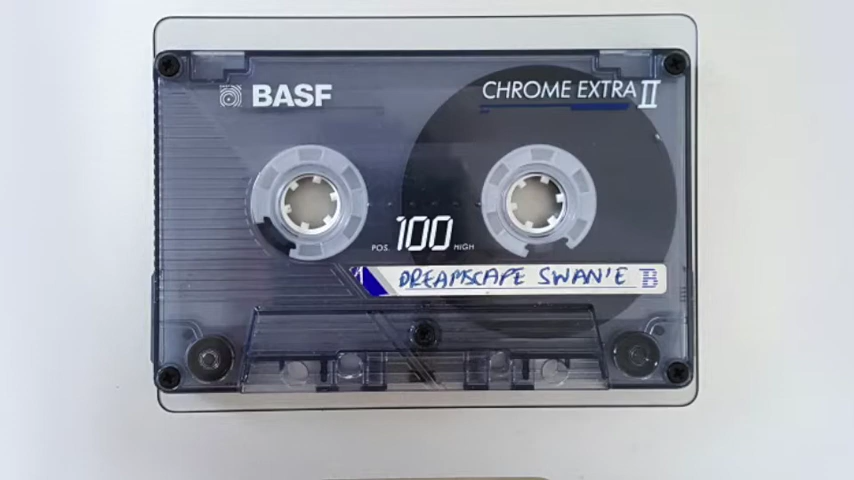 BASF
CHROME EXTRA II
POS. 100 HIGH
DREAMSCAPE SWAN'E B